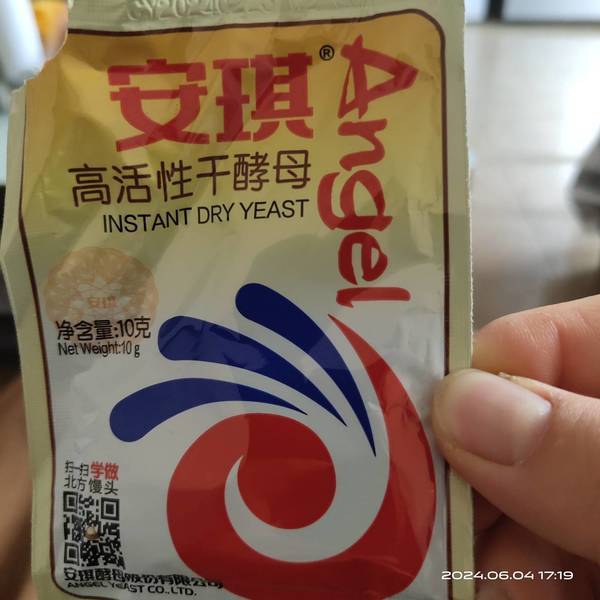 安琪®
Angel
高活性干酵母
INSTANT DRY YEAST
安琪
净含量:10克
Net Weight:10g
扫一扫学做
北方馒头
安琪酵母股份有限公司
ANGEL YEAST CO.,LTD.
2024.06.04 17:19